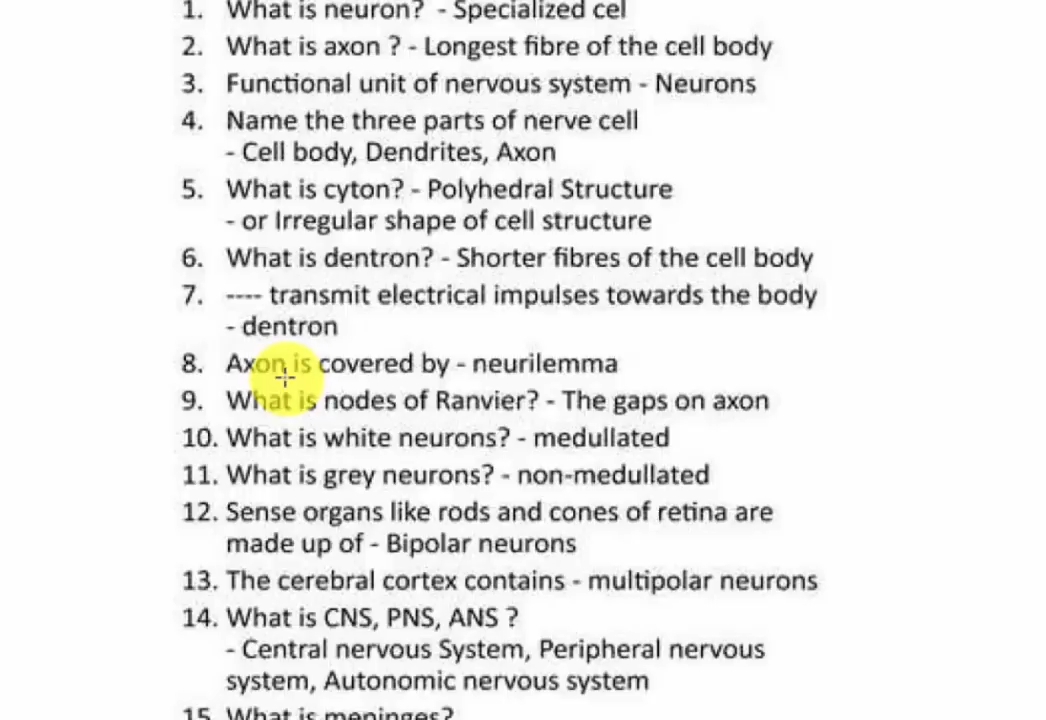 1. What is neuron? - Specialized cel
2. What is axon ? - Longest fibre of the cell body
3. Functional unit of nervous system - Neurons
4. Name the three parts of nerve cell
- Cell body, Dendrites, Axon
5. What is cyton? - Polyhedral Structure
- or Irregular shape of cell structure
6. What is dentron? - Shorter fibres of the cell body
7. ---- transmit electrical impulses towards the body
- dentron
8. Axon is covered by - neurilemma
9. What is nodes of Ranvier? - The gaps on axon
10. What is white neurons? - medullated
11. What is grey neurons? - non-medullated
12. Sense organs like rods and cones of retina are
made up of - Bipolar neurons
13. The cerebral cortex contains - multipolar neurons
14. What is CNS, PNS, ANS ?
- Central nervous System, Peripheral nervous
system, Autonomic nervous system
15. What is meninges?